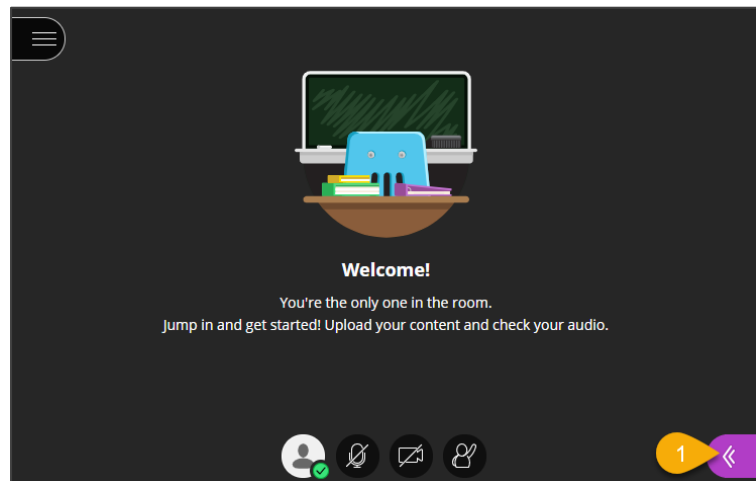 Welcome!
You're the only one in the room.
Jump in and get started! Upload your content and check your audio.
1